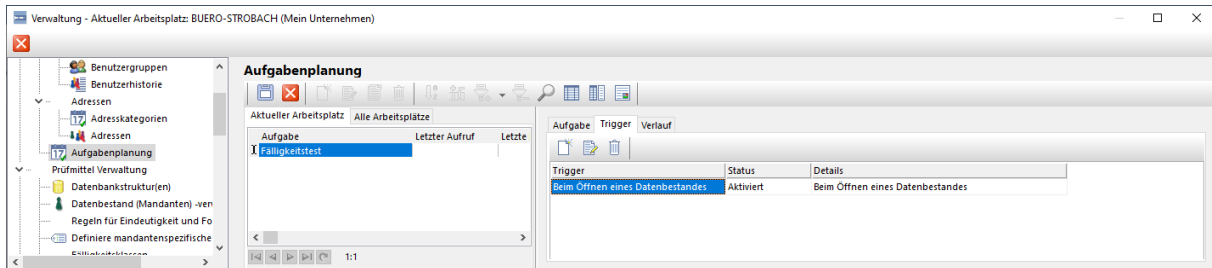 Verwaltung - Aktueller Arbeitsplatz: BUERO-STROBACH (Mein Unternehmen)
Benutzergruppen
Benutzerhistorie
Adressen
Adresskategorien
Adressen
Aufgabenplanung
Prüfmittel Verwaltung
Datenbankstruktur(en)
Datenbestand (Mandanten) -ver
Regeln für Eindeutigkeit und Fo
Definiere mandantenspezifische
Fälligkeitsklassen
Aufgabenplanung
Aktueller Arbeitsplatz Alle Arbeitsplätze
Aufgabe Letzter Aufruf Letzte
Fälligkeitstest
1:1
Aufgabe Trigger Verlauf
Trigger Status Details
Beim Öffnen eines Datenbestandes Aktiviert Beim Öffnen eines Datenbestandes